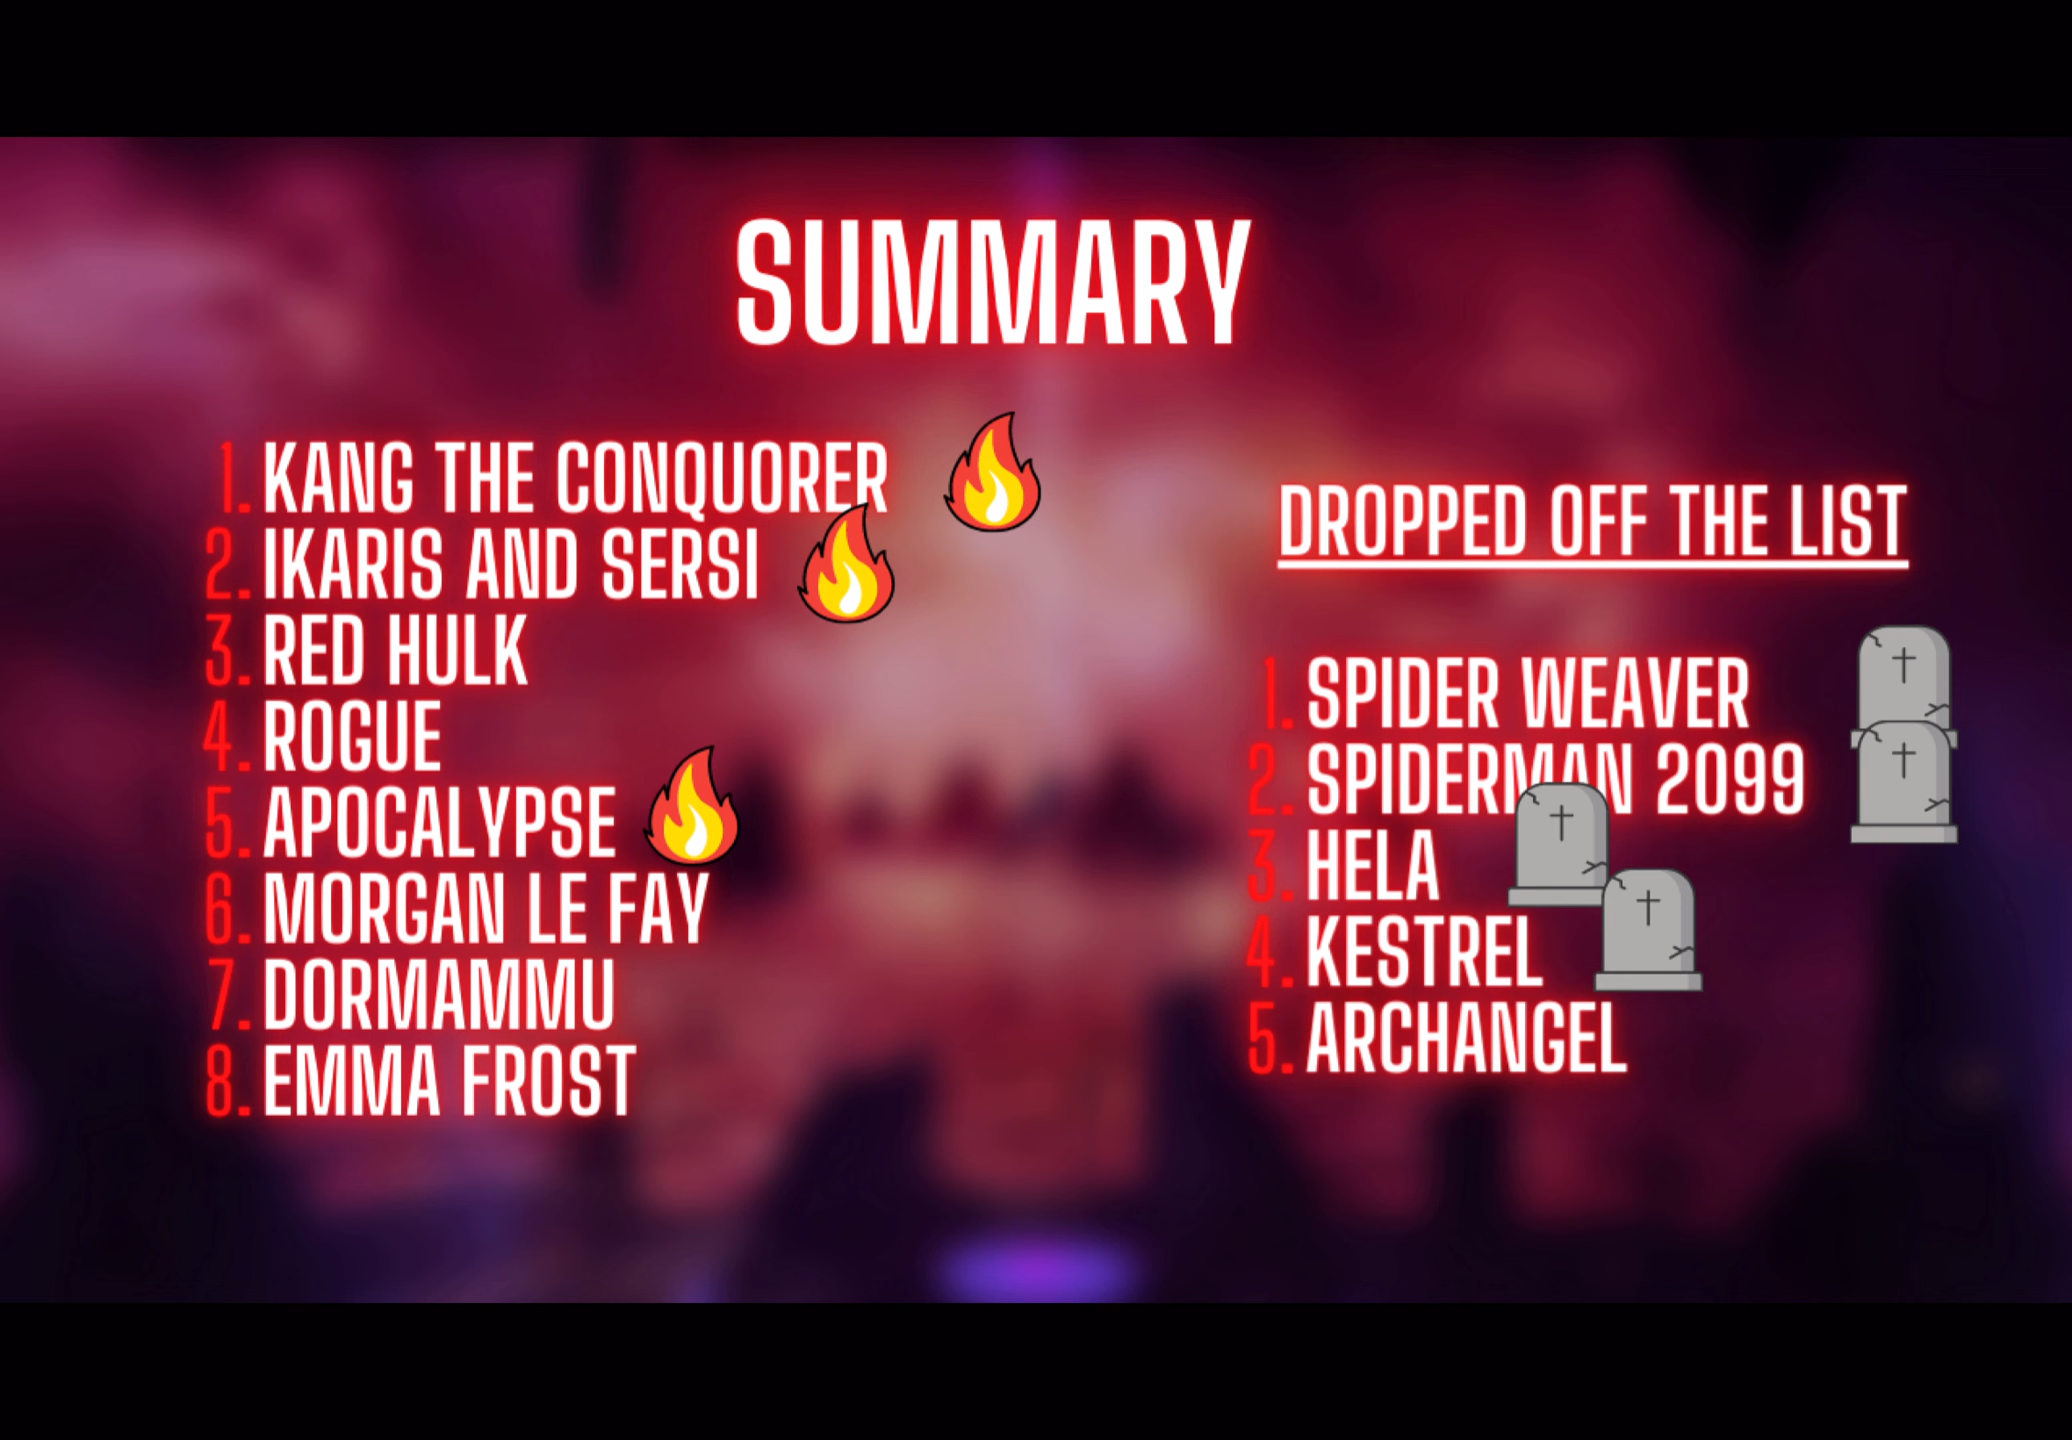 SUMMARY
1. KANG THE CONQUORER
2. IKARIS AND SERSI
3. RED HULK
4. ROGUE
5. APOCALYPSE
6. MORGAN LE FAY
7. DORMAMMU
8. EMMA FROST
DROPPED OFF THE LIST
1. SPIDER WEAVER
2. SPIDERMAN 2099
3. HELA
4. KESTREL
5. ARCHANGEL